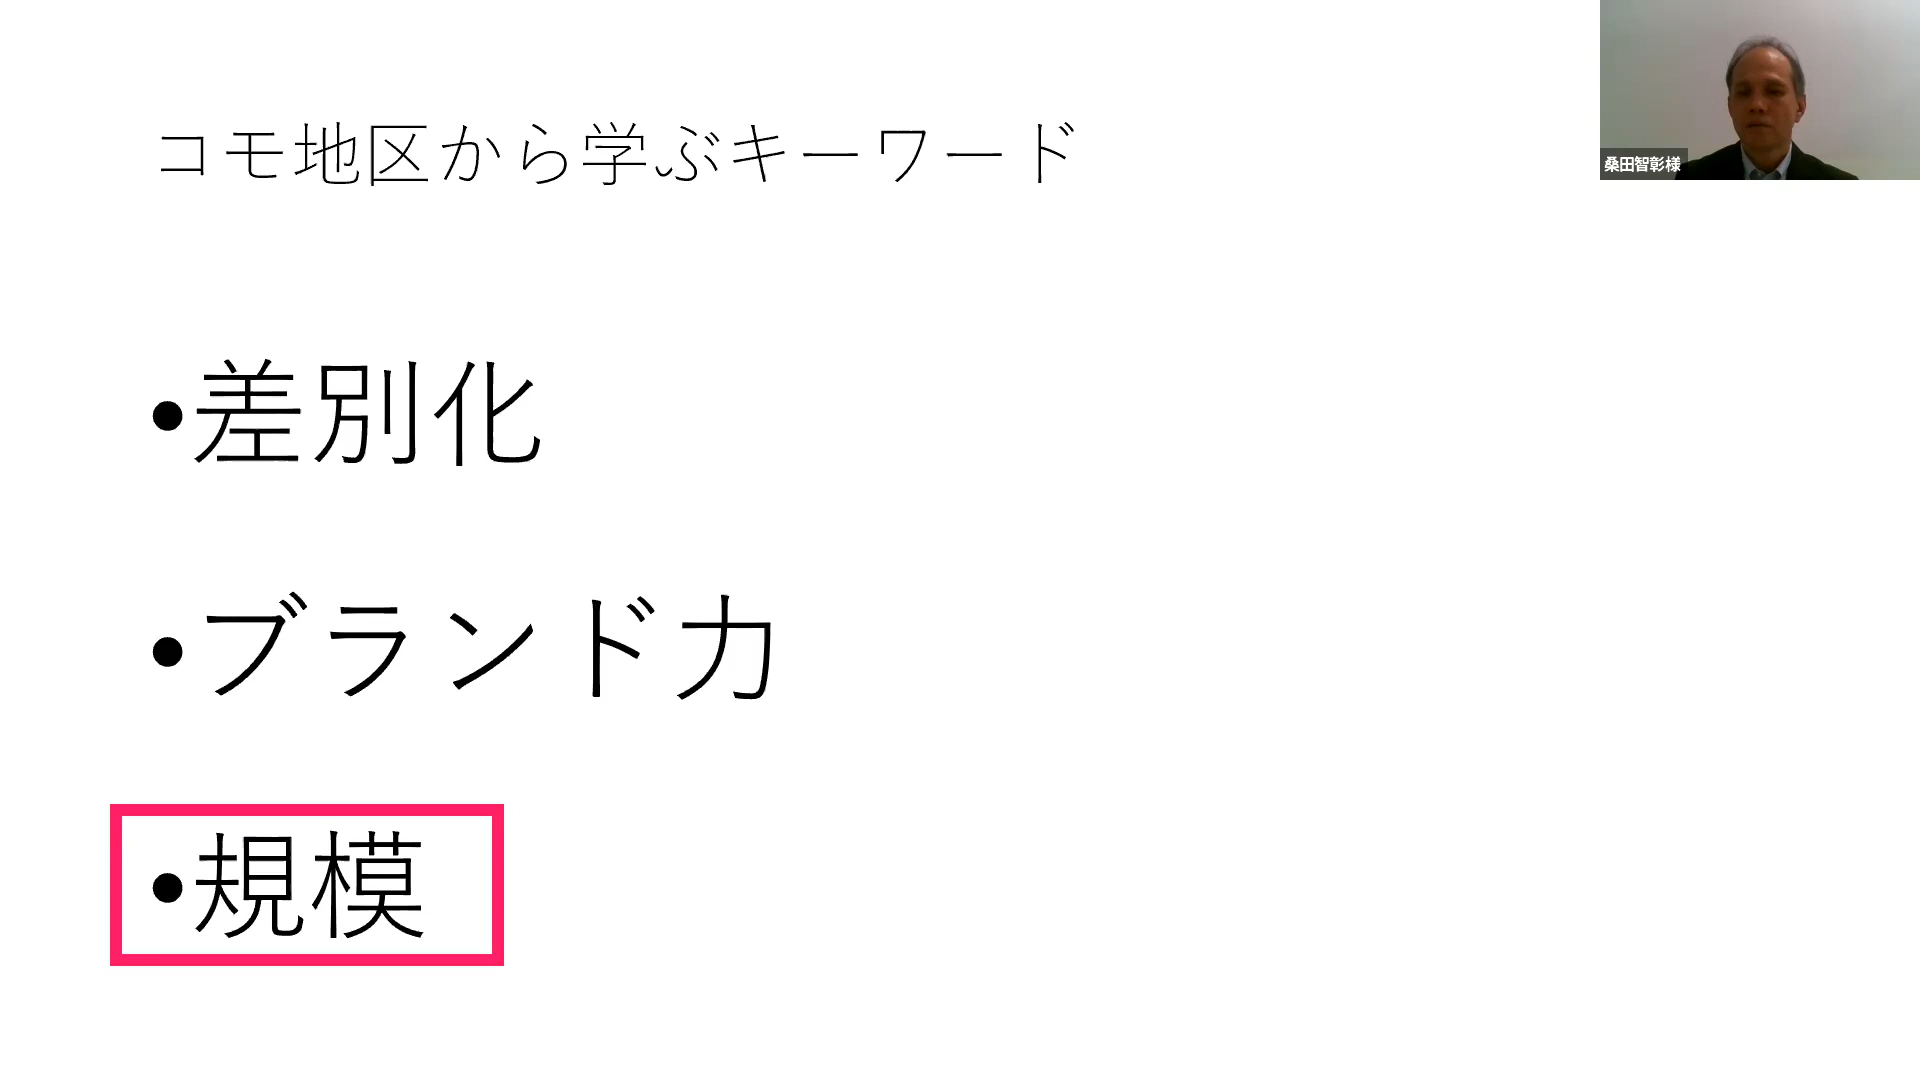 コモ地区から学ぶキーワード
桑田智彰様
•差別化
•ブランド力
•規模